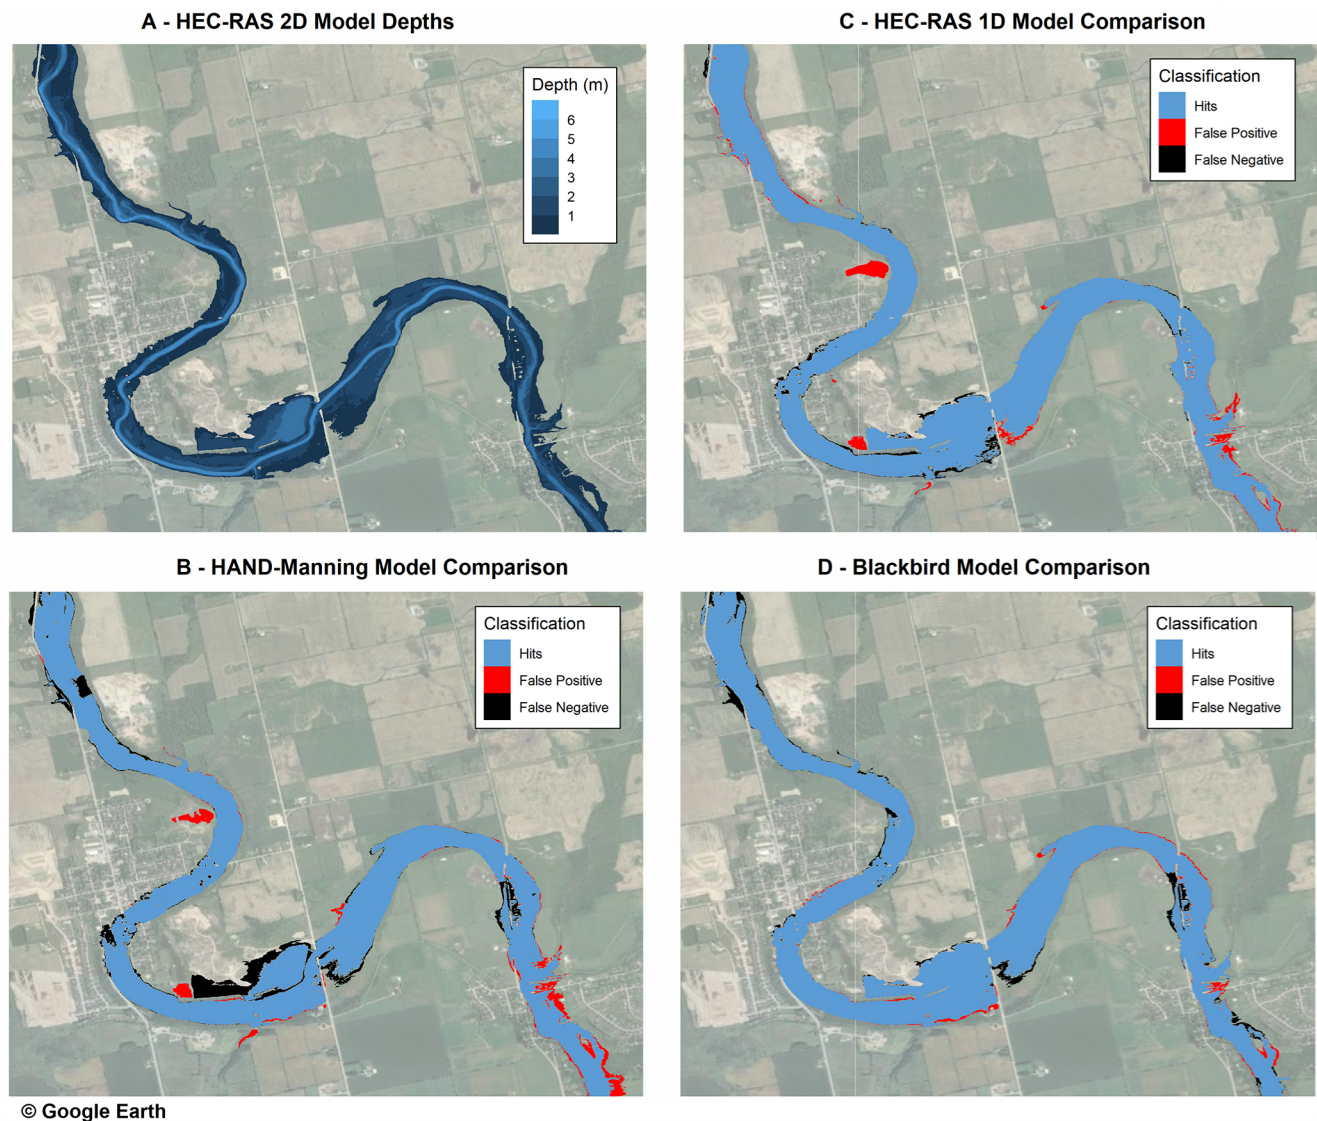 A - HEC-RAS 2D Model Depths
Depth (m)
6
5
4
3
2
1
C - HEC-RAS 1D Model Comparison
Classification
Hits
False Positive
False Negative
B - HAND-Manning Model Comparison
Classification
Hits
False Positive
False Negative
D - Blackbird Model Comparison
Classification
Hits
False Positive
False Negative
© Google Earth